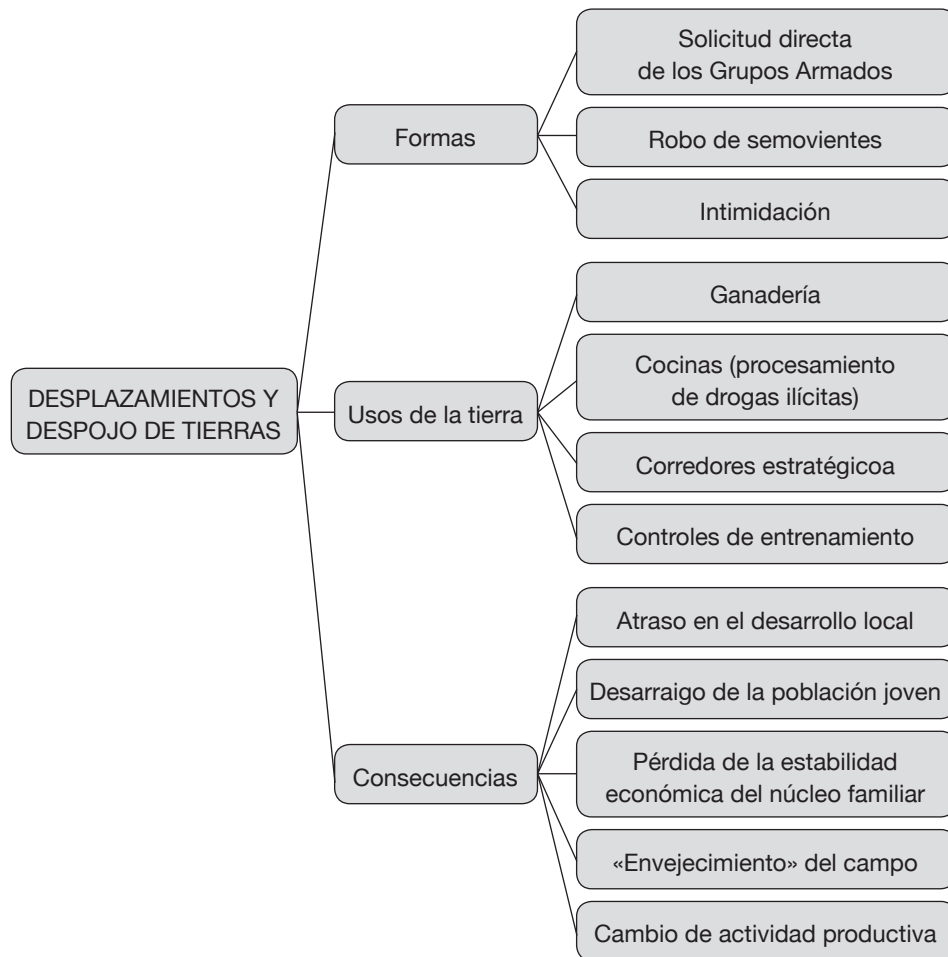 Solicitud directa
de los Grupos Armados
Formas
Robo de semovientes
Intimidación
Ganadería
Cocinas (procesamiento
de drogas ilícitas)
DESPLAZAMIENTOS Y
DESPOJO DE TIERRAS
Usos de la tierra
Corredores estratégicoa
Controles de entrenamiento
Atraso en el desarrollo local
Desarraigo de la población joven
Consecuencias
Pérdida de la estabilidad
económica del núcleo familiar
«Envejecimiento» del campo
Cambio de actividad productiva